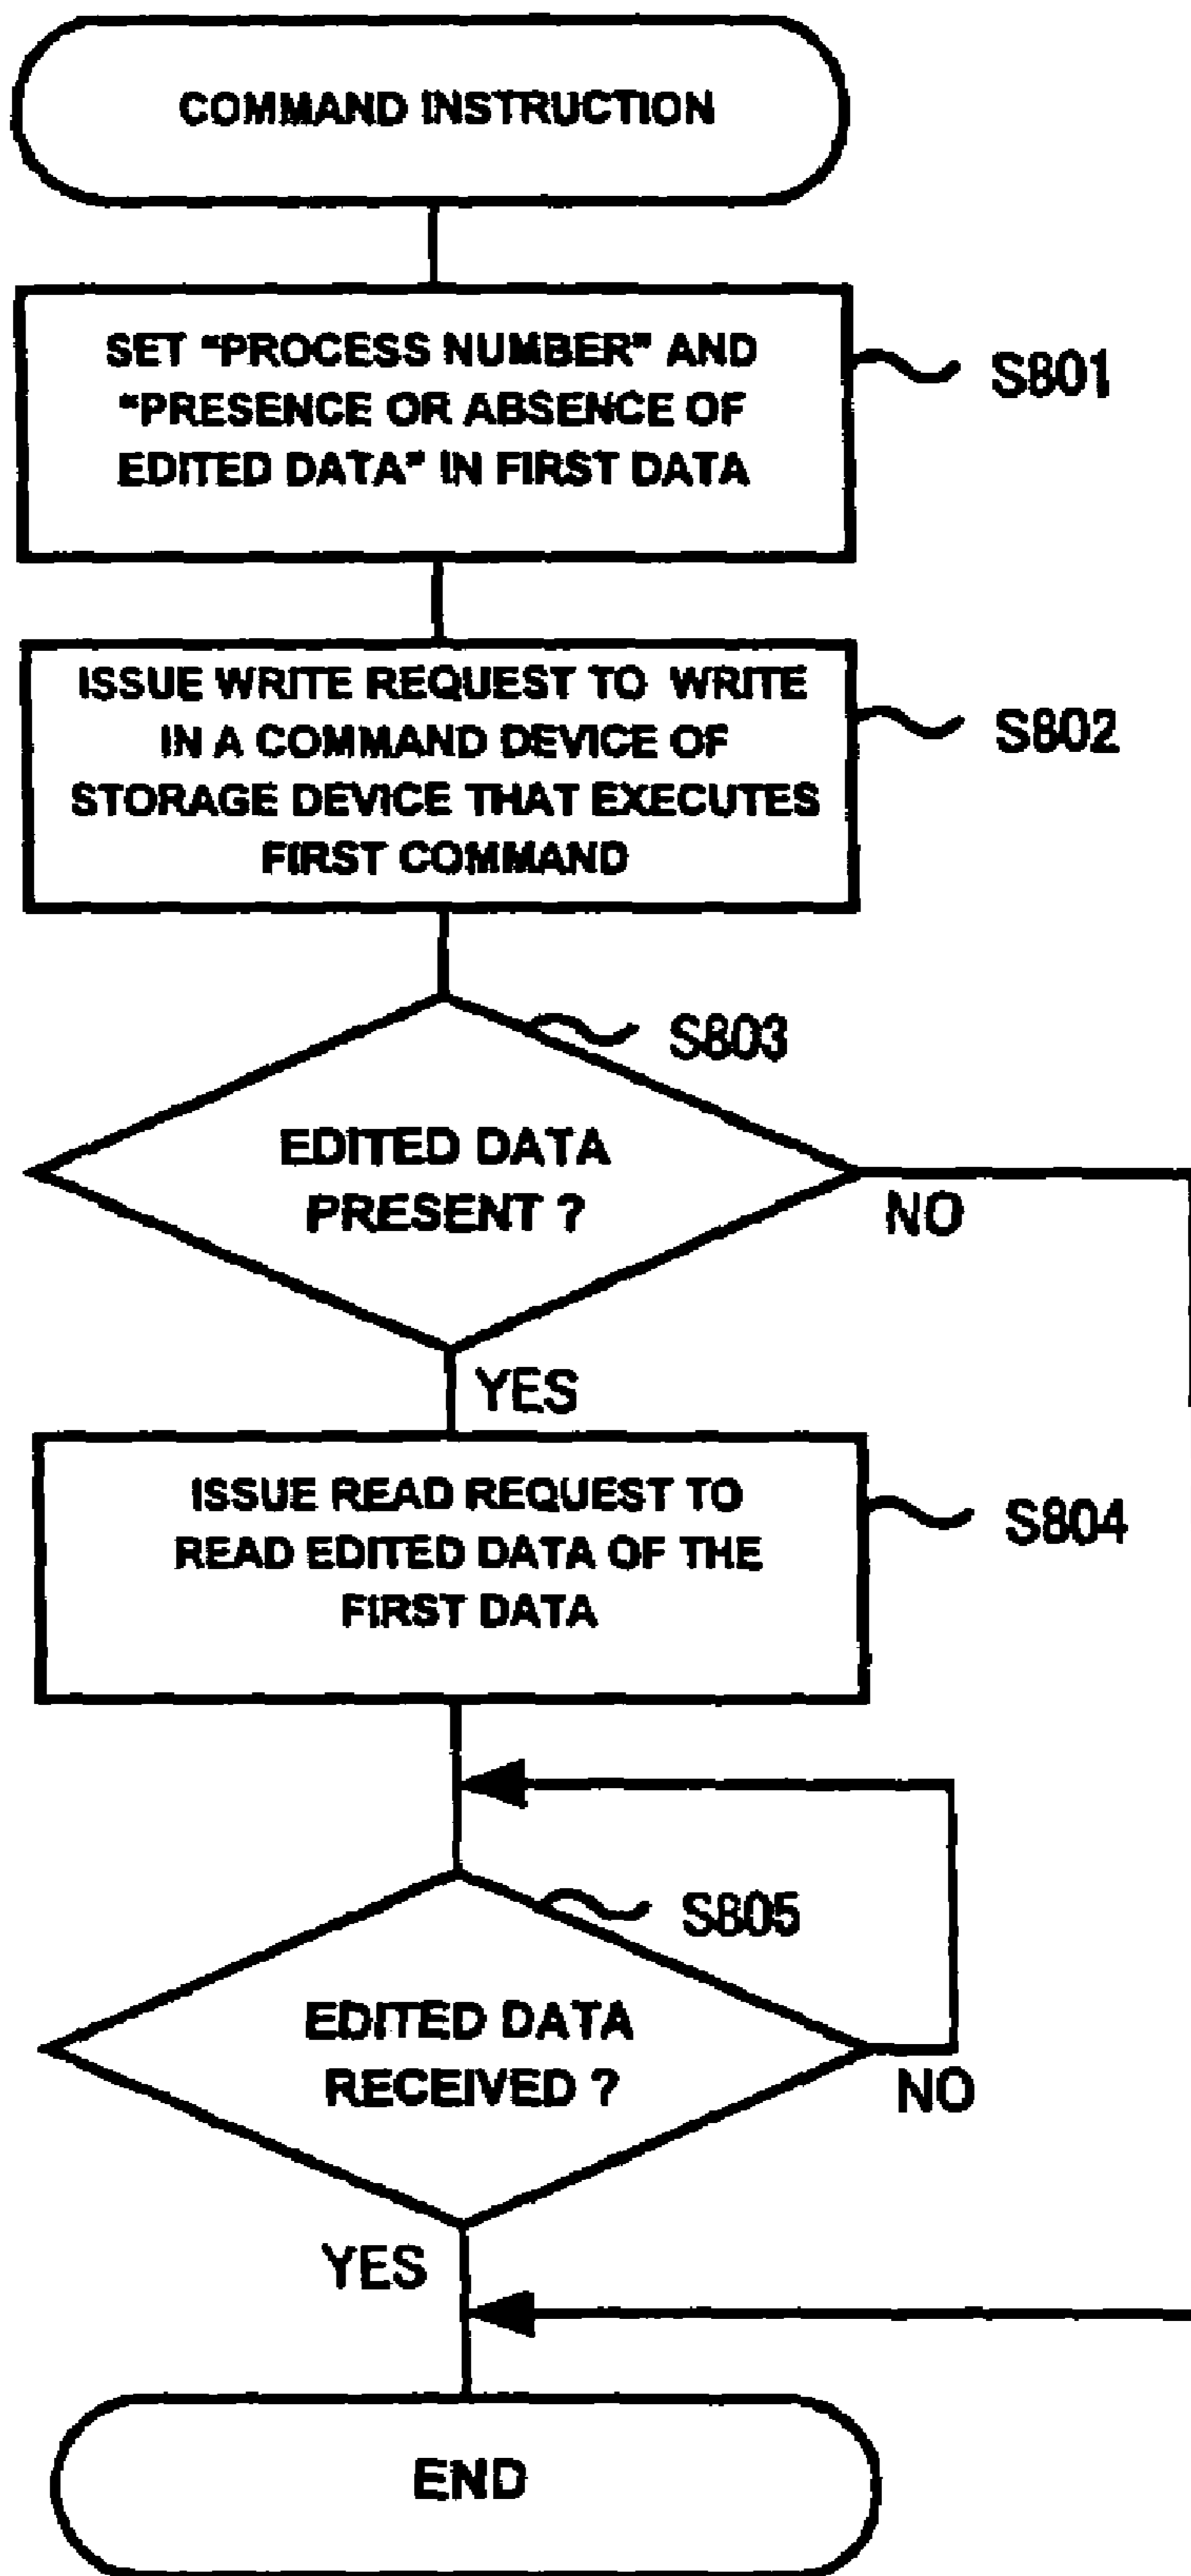 COMMAND INSTRUCTION
SET "PROCESS NUMBER" AND
"PRESENCE OR ABSENCE OF
EDITED DATA" IN FIRST DATA
S801
ISSUE WRITE REQUEST TO WRITE
IN A COMMAND DEVICE OF
STORAGE DEVICE THAT EXECUTES
FIRST COMMAND
S802
S803
EDITED DATA
PRESENT ?
NO
YES
ISSUE READ REQUEST TO
READ EDITED DATA OF THE
FIRST DATA
S804
S805
EDITED DATA
RECEIVED ?
NO
YES
END